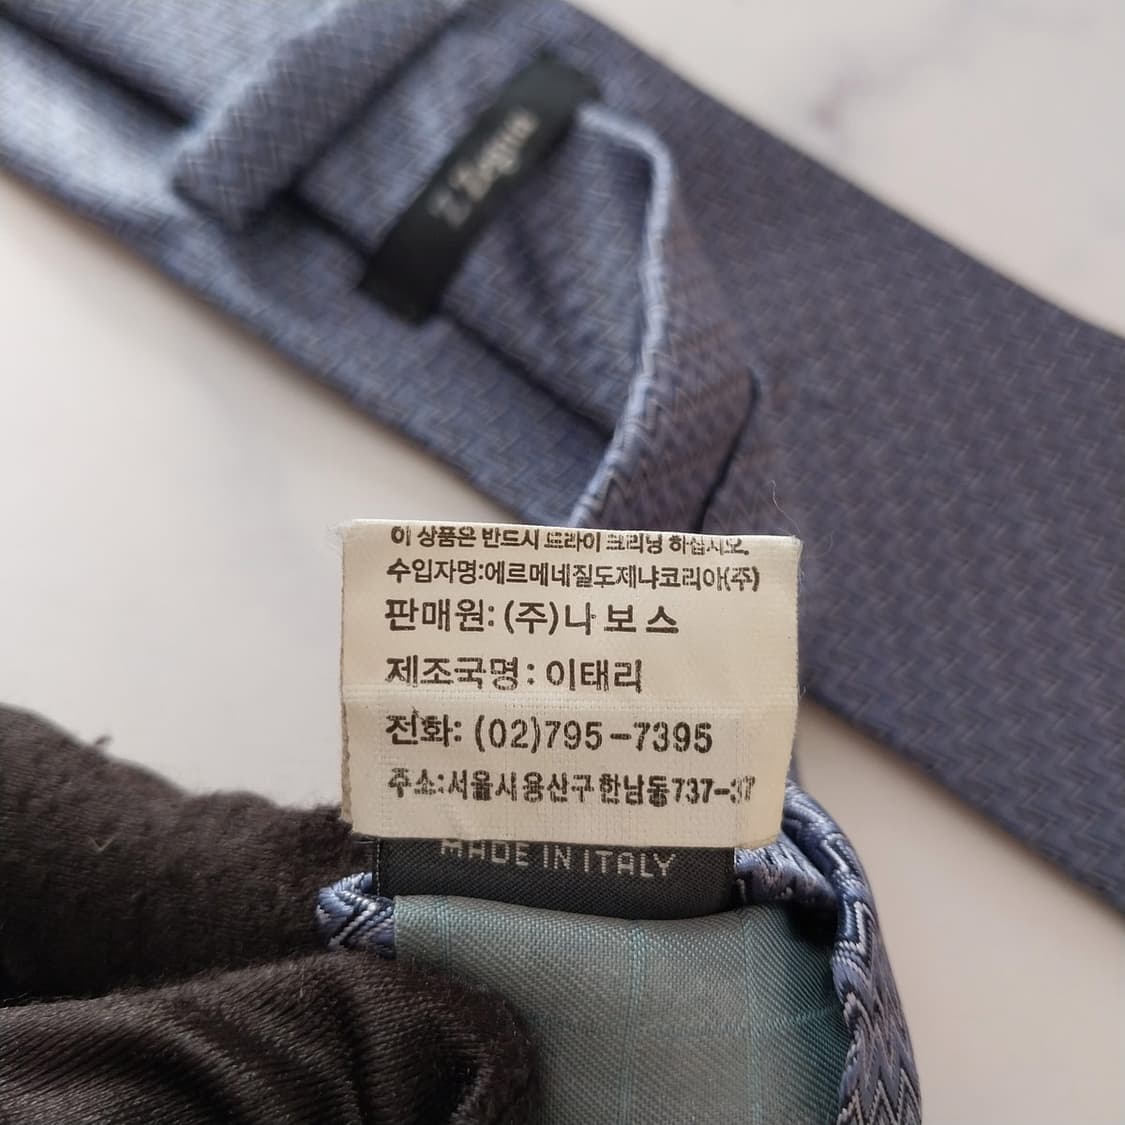 Z Zegna
이 상품은 반드시 드라이 크리닝 하십시오.
수입자명:에르메네질도제냐코리아(주)
판매원: (주)나보스
제조국명: 이태리
전화: (02)795-7395
주소:서울시용산구한남동737-37
MADE IN ITALY